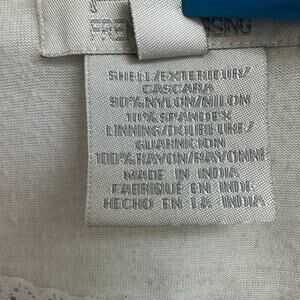 SHELL/EXTERIEUR/
CASCARA
90%NYLON/NILON
10%SPANDEX
LINNING/DOUBLURE/
GUARNICION
100%RAYON/RAYONNE
MADE IN INDIA
FABRIQUÉ EN INDE
HECHO EN LA INDIA